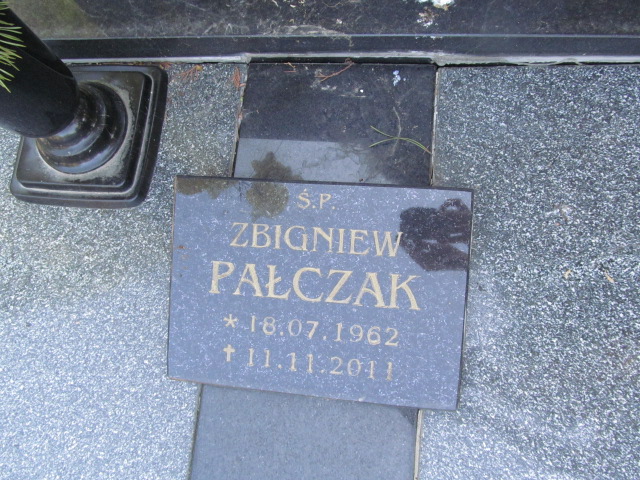 Ś.P.
ZBIGNIEW
PAŁCZAK
* 18.07.1962
✝ 11.11.2011